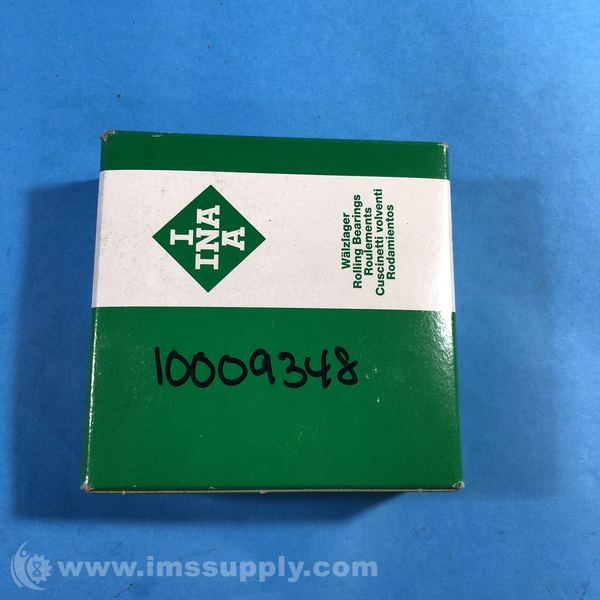 I
INA
A
Wälzlager
Rolling Bearings
Roulements
Cuscinetti volventi
Rodamientos
10009348
www.imssupply.com